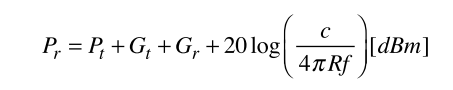 P_r = P_t + G_t + G_r + 20 log( c / 4πRf ) [dBm]